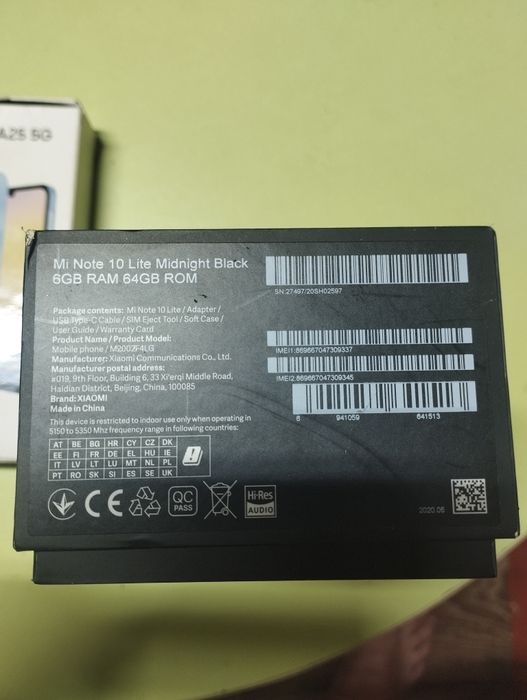 A25 5G
Mi Note 10 Lite Midnight Black
6GB RAM 64GB ROM
SN:27497/20SH02597
Package contents: Mi Note 10 Lite / Adapter /
USB Type-C Cable / SIM Eject Tool / Soft Case /
User Guide / Warranty Card
Product Name / Product Model:
Mobile phone / M2002F4LG
Manufacturer: Xiaomi Communications Co., Ltd.
Manufacturer postal address:
#019, 9th Floor, Building 6, 33 Xi'erqi Middle Road,
Haidian District, Beijing, China, 100085
Brand: XIAOMI
Made in China
IMEI1:869667047309337
IMEI2:869667047309345
6 941059 641513
This device is restricted to indoor use only when operating in
5150 to 5350 Mhz frequency range in following countries:
AT BE BG HR CY CZ DK
EE FI FR DE EL HU IE
IT LV LT LU MT NL PL
PT RO SK SI ES SE UK
CE
QC
PASS
Hi-Res
AUDIO
2020.06